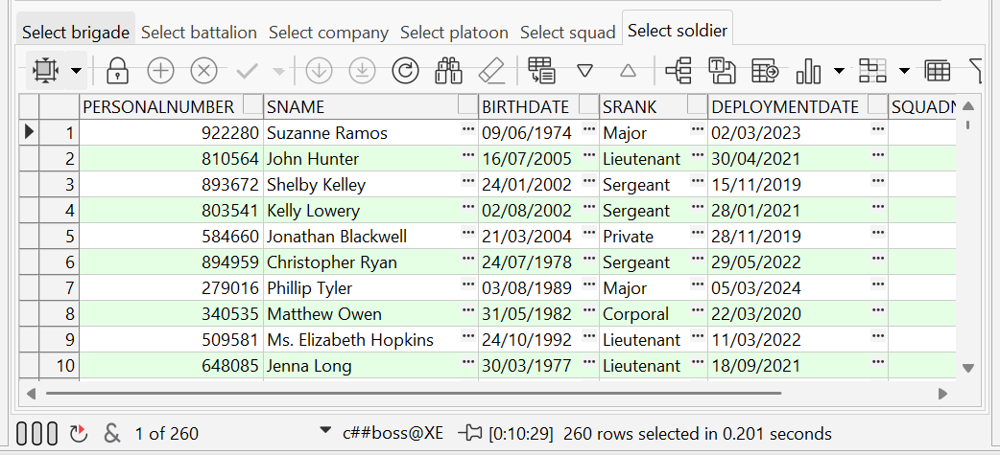 Select brigade Select battalion Select company Select platoon Select squad Select soldier
PERSONALNUMBER SNAME BIRTHDATE SRANK DEPLOYMENTDATE SQUADN
1 922280 Suzanne Ramos ··· 09/06/1974 ··· Major ··· 02/03/2023 ···
2 810564 John Hunter ··· 16/07/2005 ··· Lieutenant ··· 30/04/2021 ···
3 893672 Shelby Kelley ··· 24/01/2002 ··· Sergeant ··· 15/11/2019 ···
4 803541 Kelly Lowery ··· 02/08/2002 ··· Sergeant ··· 28/01/2021 ···
5 584660 Jonathan Blackwell ··· 21/03/2004 ··· Private ··· 28/11/2019 ···
6 894959 Christopher Ryan ··· 24/07/1978 ··· Sergeant ··· 29/05/2022 ···
7 279016 Phillip Tyler ··· 03/08/1989 ··· Major ··· 05/03/2024 ···
8 340535 Matthew Owen ··· 31/05/1982 ··· Corporal ··· 22/03/2020 ···
9 509581 Ms. Elizabeth Hopkins ··· 24/10/1992 ··· Lieutenant ··· 11/03/2022 ···
10 648085 Jenna Long ··· 30/03/1977 ··· Lieutenant ··· 18/09/2021 ···
& 1 of 260 c##boss@XE [0:10:29] 260 rows selected in 0.201 seconds